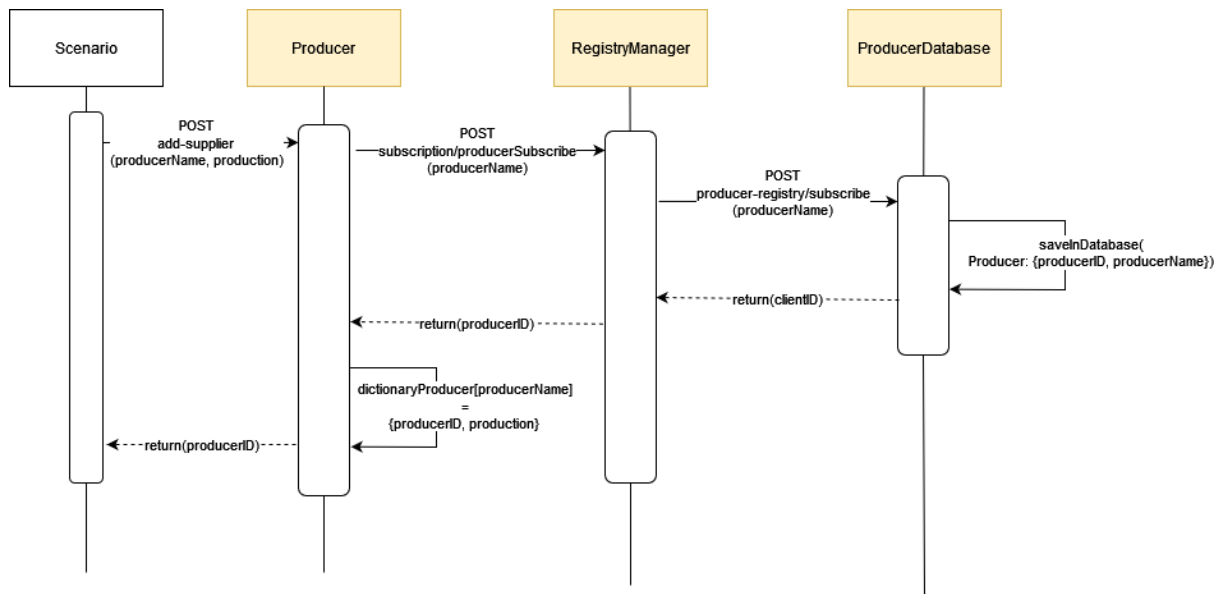 Scenario
Producer
RegistryManager
ProducerDatabase
POST
add-supplier
(producerName, production)
POST
subscription/producerSubscribe
(producerName)
POST
producer-registry/subscribe
(producerName)
saveInDatabase(
Producer: {producerID, producerName})
return(clientID)
return(producerID)
dictionaryProducer[producerName]
=
{producerID, production}
return(producerID)